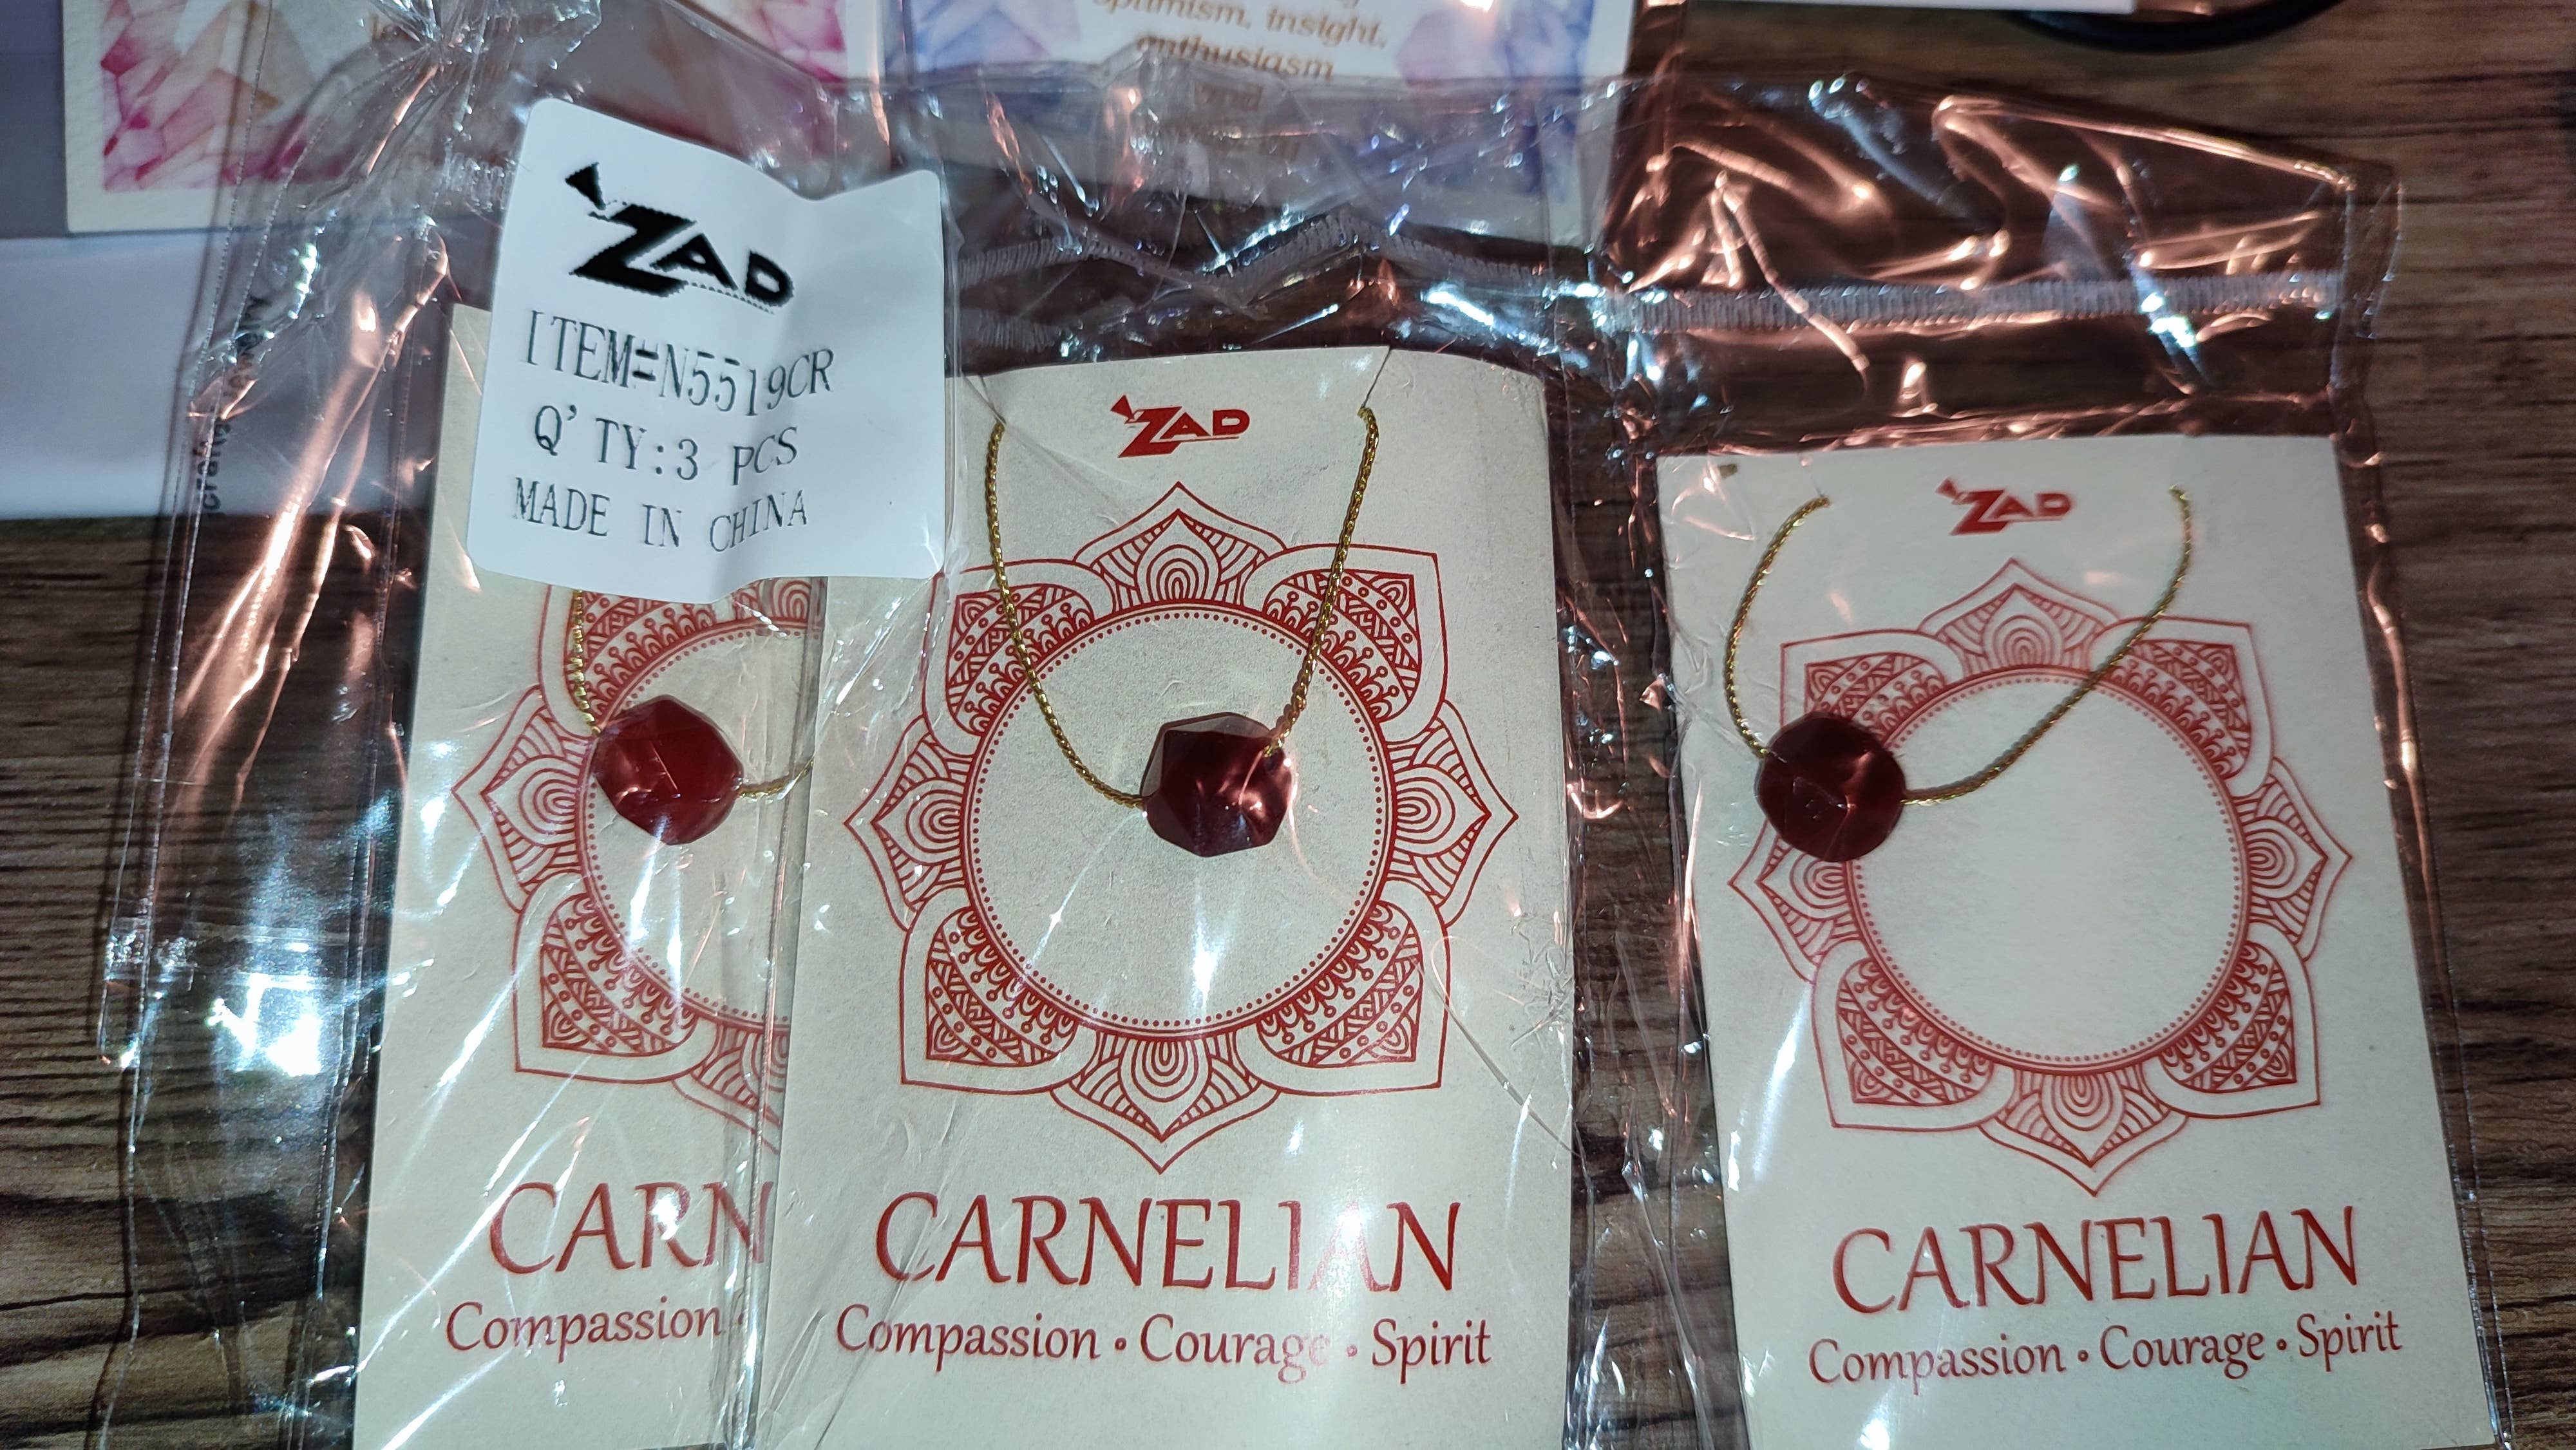 optimism, insight,
enthusiasm
ZAD
ITEM=N5519CR
Q'TY:3 PCS
MADE IN CHINA
CARN
Compassion
ZAD
CARNELIAN
Compassion • Courage • Spirit
ZAD
CARNELIAN
Compassion • Courage • Spirit